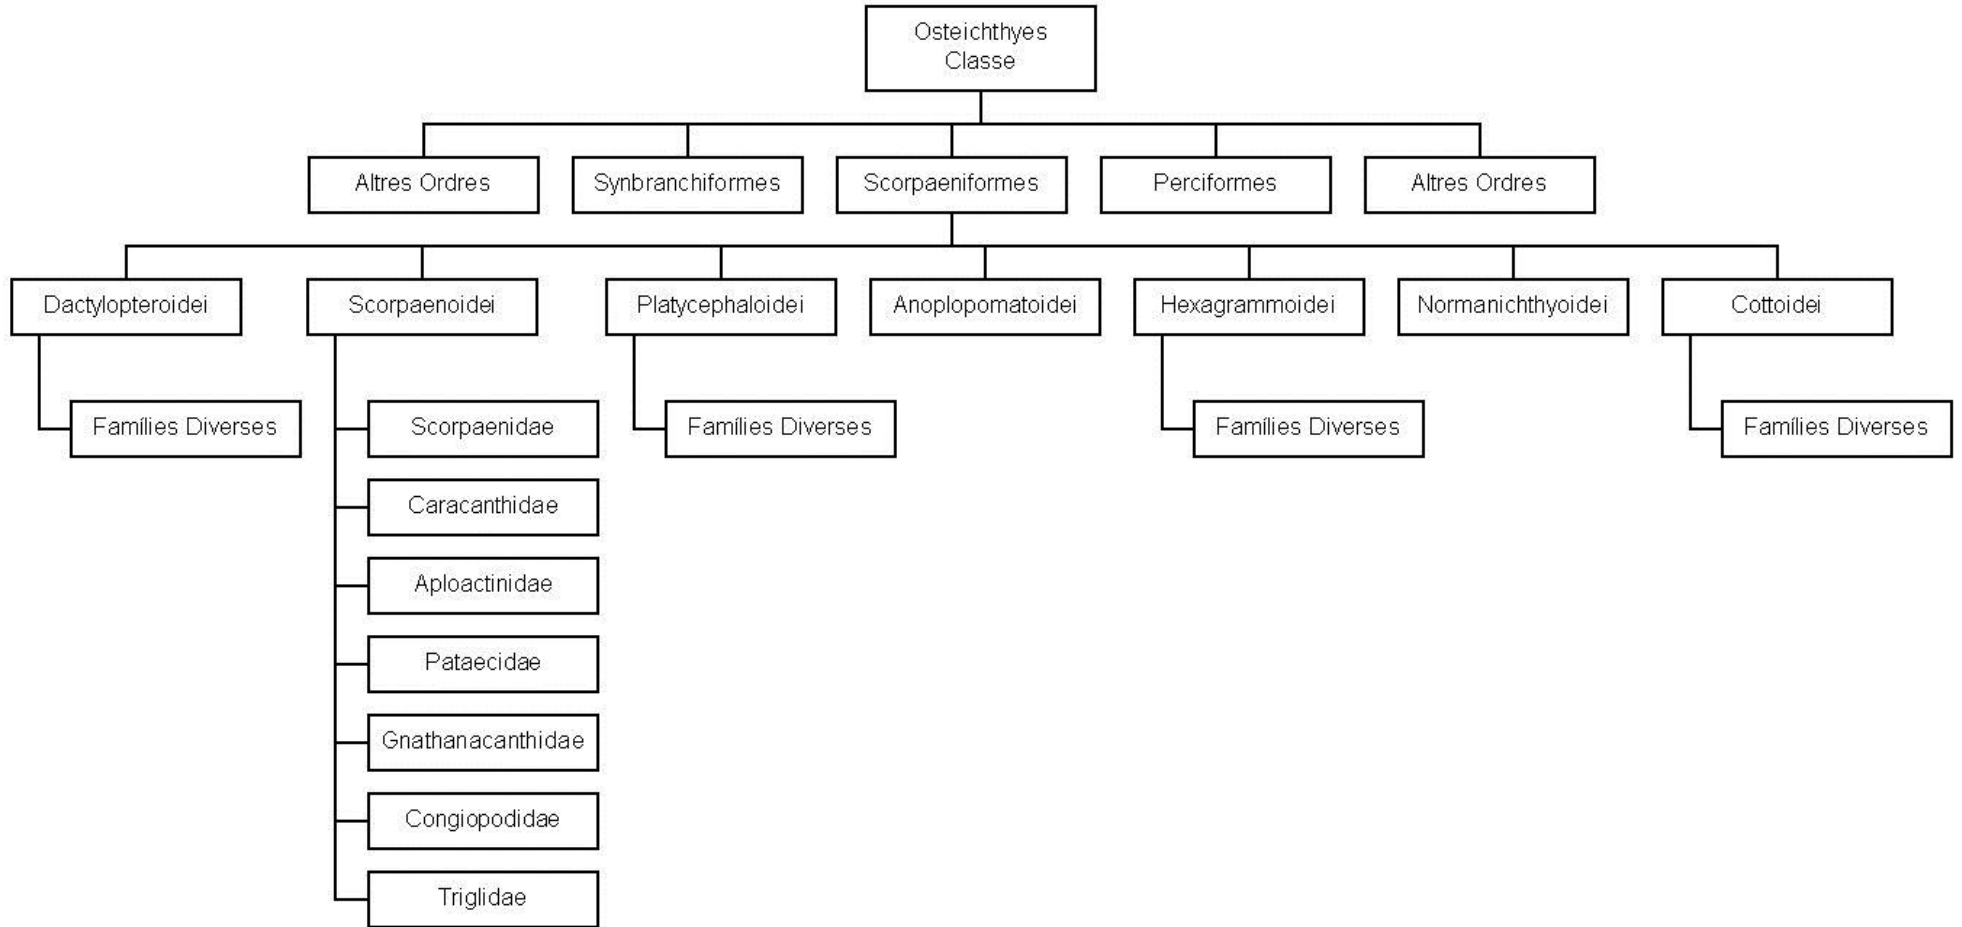 Osteichthyes
Classe
Altres Ordres
Synbranchiformes
Scorpaeniformes
Perciformes
Altres Ordres
Dactylopteroidei
Scorpaenoidei
Platycephaloidei
Anoplopomatoidei
Hexagrammoidei
Normanichthyoidei
Cottoidei
Famílies Diverses
Scorpaenidae
Famílies Diverses
Famílies Diverses
Famílies Diverses
Caracanthidae
Aploactinidae
Pataecidae
Gnathanacanthidae
Congiopodidae
Triglidae